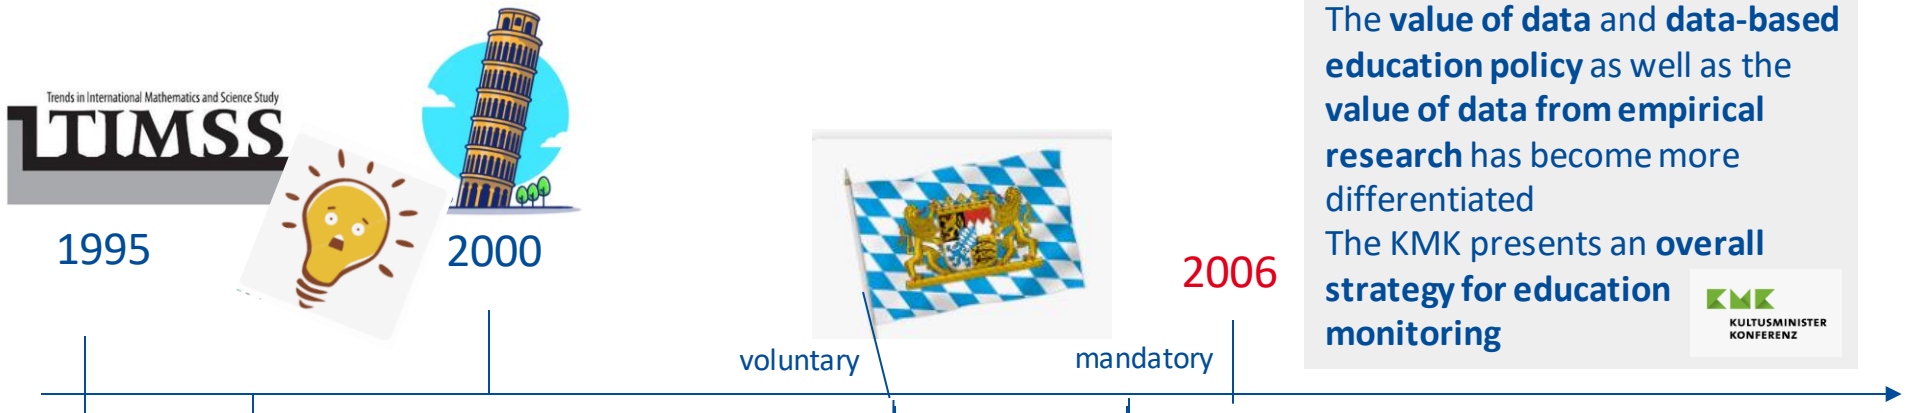 Trends in International Mathematics and Science Study
TIMSS
1995
2000
voluntary
mandatory
2006
The value of data and data-based
education policy as well as the
value of data from empirical
research has become more
differentiated
The KMK presents an overall
strategy for education
monitoring
KMK
KULTUSMINISTER
KONFERENZ